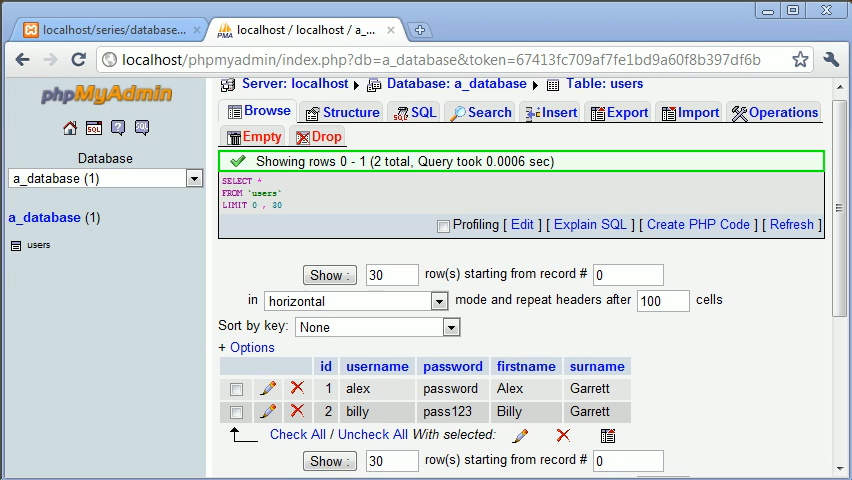 localhost/series/database...
localhost / localhost / a_...
localhost/phpmyadmin/index.php?db=a_database&token=67413fc709af7fe1bd9a60f8b397df6b
phpMyAdmin
SQL
Database
a_database (1)
a_database (1)
users
Server: localhost Database: a_database Table: users
Browse Structure SQL Search Insert Export Import Operations
Empty Drop
Showing rows 0 - 1 (2 total, Query took 0.0006 sec)
SELECT *
FROM `users`
LIMIT 0 , 30
Profiling [ Edit ] [ Explain SQL ] [ Create PHP Code ] [ Refresh ]
Show : 30 row(s) starting from record # 0
in horizontal mode and repeat headers after 100 cells
Sort by key: None
+ Options
id username password firstname surname
1 alex password Alex Garrett
2 billy pass123 Billy Garrett
Check All / Uncheck All With selected:
Show : 30 row(s) starting from record # 0